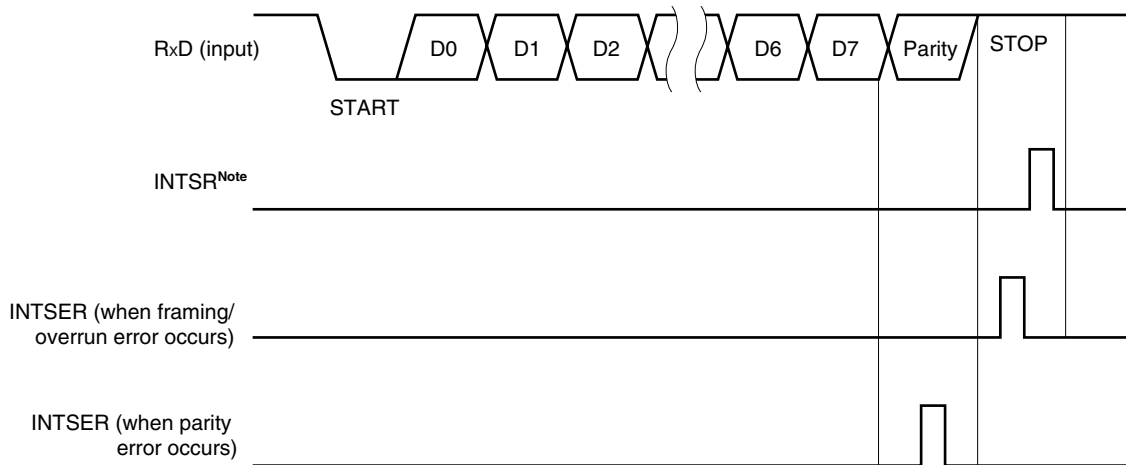 RxD (input)
D0 D1 D2 D6 D7 Parity STOP
START
INTSRNote
INTSER (when framing/
overrun error occurs)
INTSER (when parity
error occurs)